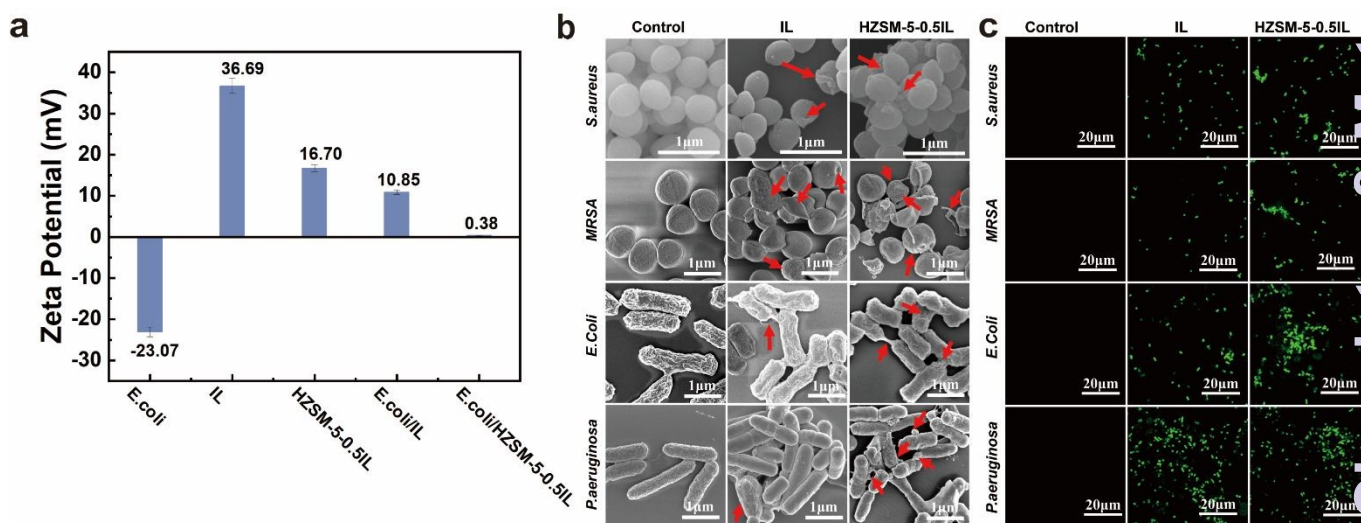 a
Zeta Potential (mV)
40
30
20
10
0
-10
-20
-30
-23.07
36.69
16.70
10.85
0.38
E.coli
IL
HZSM-5-0.5IL
E.coli/IL
E.coli/HZSM-5-0.5IL
b
Control IL HZSM-5-0.5IL
S.aureus
1μm 1μm 1μm
MRSA
1μm 1μm 1μm
E.Coli
1μm 1μm 1μm
P.aeruginosa
1μm 1μm 1μm
c
Control IL HZSM-5-0.5IL
S.aureus
20μm 20μm 20μm
MRSA
20μm 20μm 20μm
E.Coli
20μm 20μm 20μm
P.aeruginosa
20μm 20μm 20μm